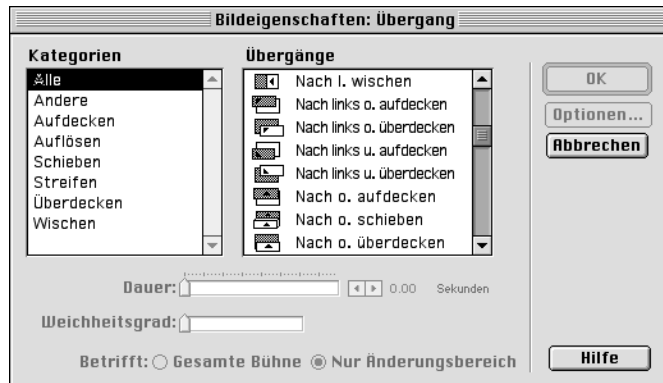 Bildeigenschaften: Übergang
Kategorien
Alle
Andere
Aufdecken
Auflösen
Schieben
Streifen
Überdecken
Wischen
Übergänge
Nach l. wischen
Nach links o. aufdecken
Nach links o. überdecken
Nach links u. aufdecken
Nach links u. überdecken
Nach o. aufdecken
Nach o. schieben
Nach o. überdecken
OK
Optionen...
Abbrechen
Dauer: 0.00 Sekunden
Weichheitsgrad:
Betrifft: Gesamte Bühne Nur Änderungsbereich
Hilfe